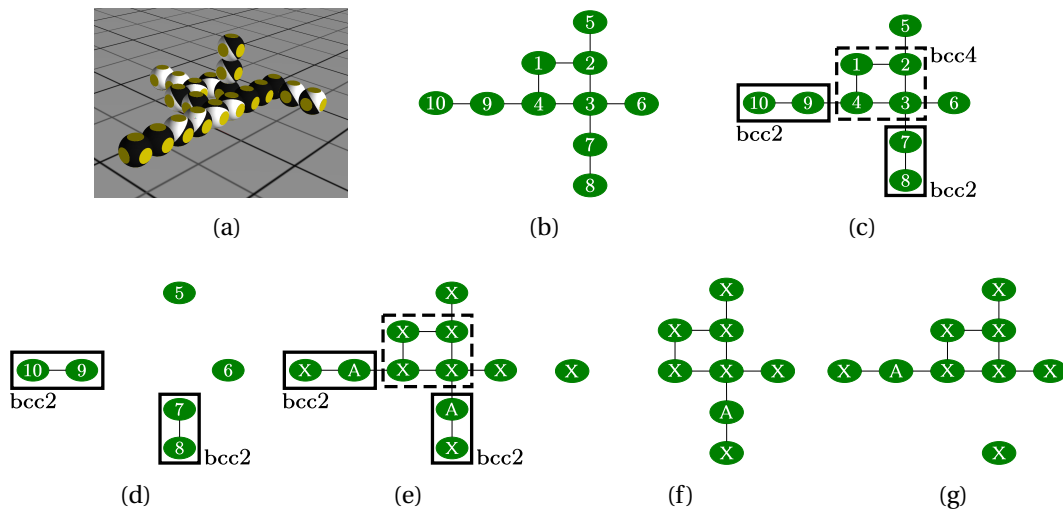 5
1 2 bcc4
10 9 4 3 6
bcc2
7
8 bcc2
5
1 2
10 9 4 3 6
7
8
(a) (b) (c)
5
10 9 6
bcc2
7
8 bcc2
X
X X
X A X X X X
bcc2
A
X bcc2
X
X X
X X X
A
X
X
X X
X A X X X
X
(d) (e) (f) (g)